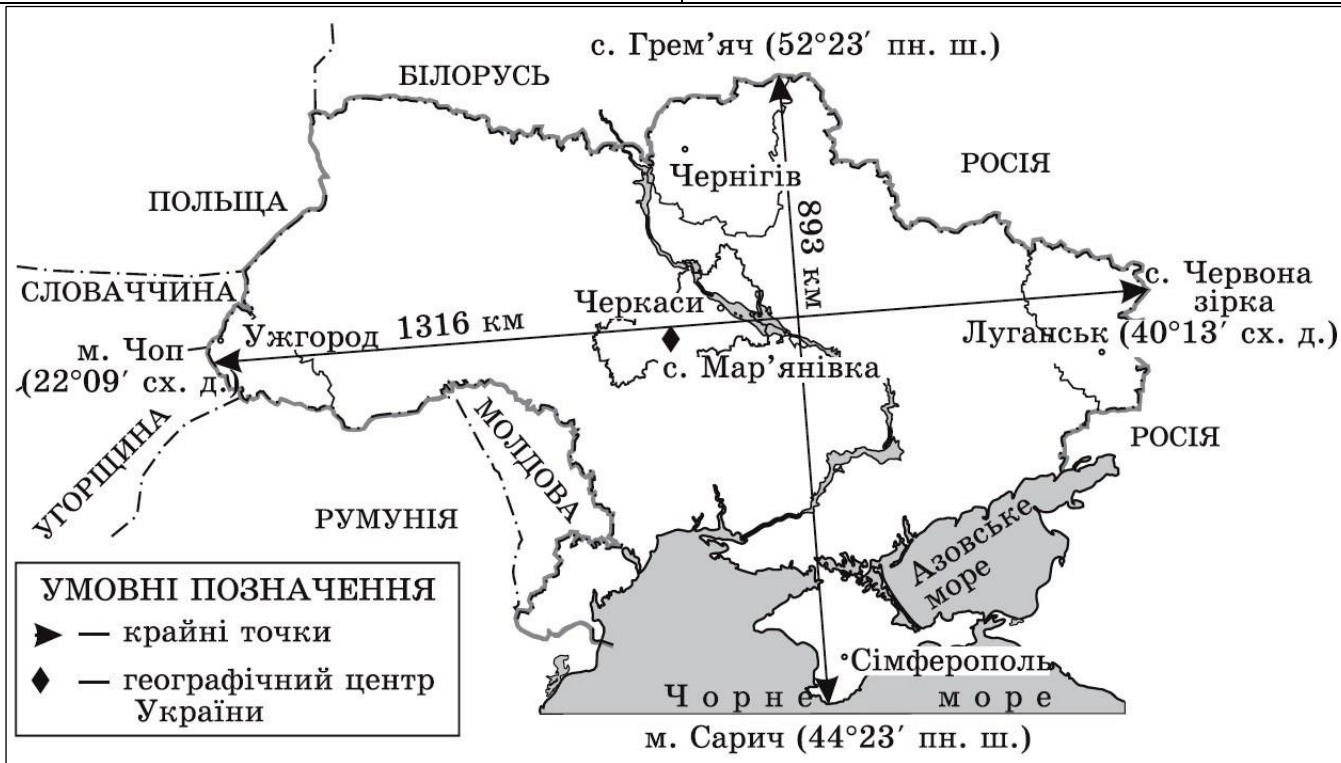 с. Грем’яч (52°23′ пн. ш.)
БІЛОРУСЬ
Чернігів
РОСІЯ
ПОЛЬЩА
893 км
СЛОВАЧЧИНА
с. Червона
зірка
Черкаси
Ужгород
1316 км
Луганськ (40°13′ сх. д.)
м. Чоп
(22°09′ сх. д.)
с. Мар’янівка
МОЛДОВА
РОСІЯ
УГОРЩИНА
РУМУНІЯ
Азовське
море
УМОВНІ ПОЗНАЧЕННЯ
— крайні точки
— географічний центр
України
Сімферополь
Чорне море
м. Сарич (44°23′ пн. ш.)